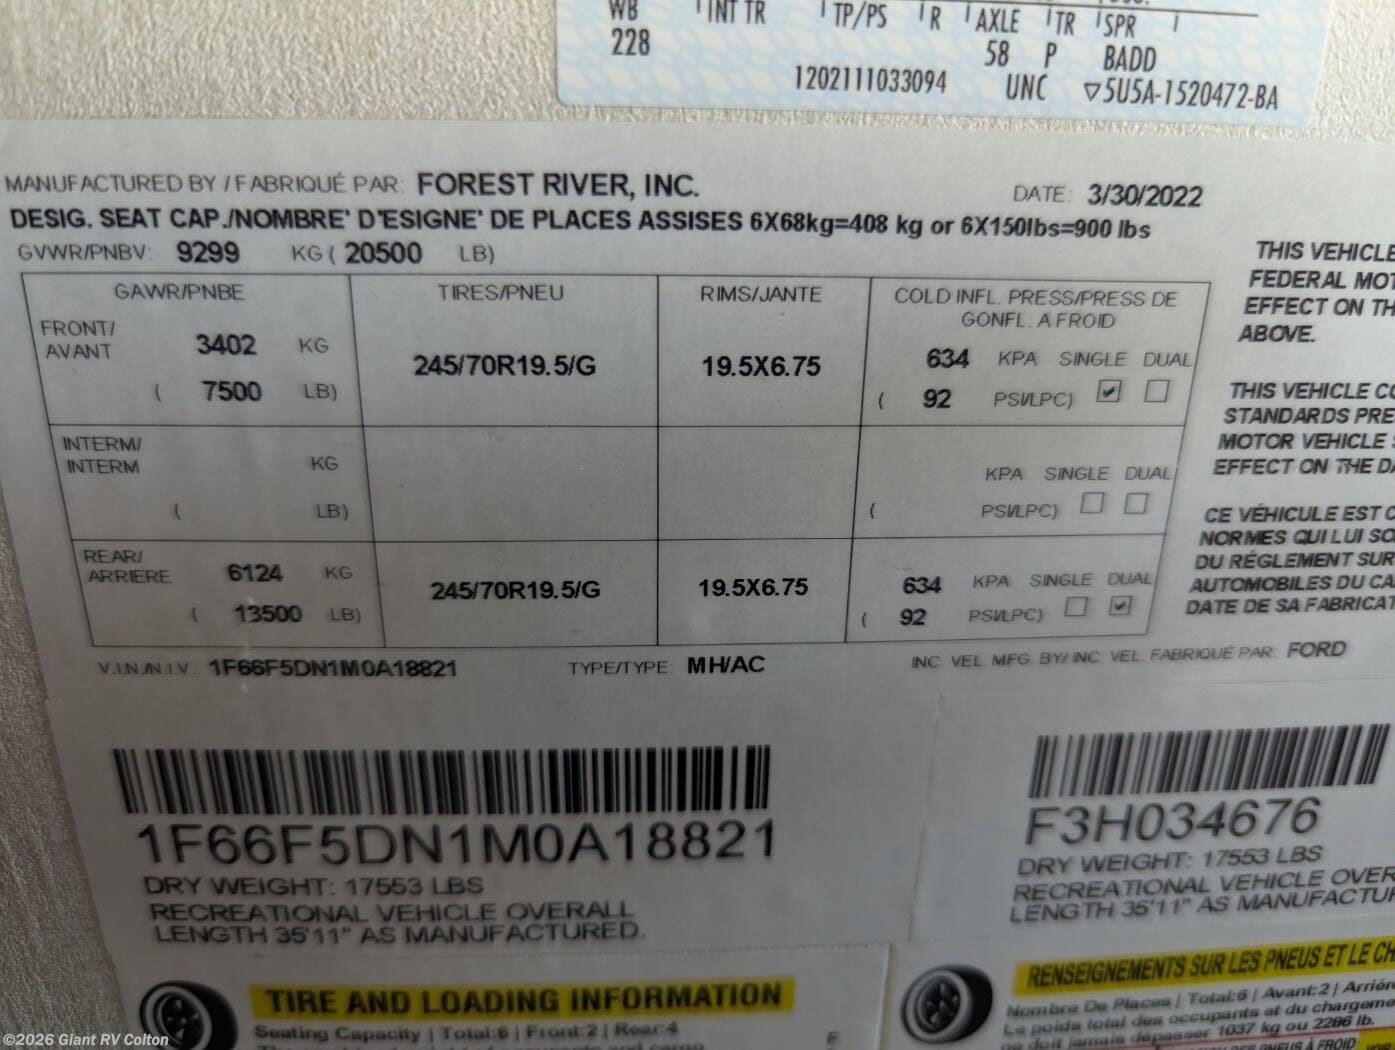 WB INT TR TP/PS R AXLE TR SPR
228 58 P BADD
1202111033094 UNC ▽5U5A-1520472-BA
MANUFACTURED BY / FABRIQUÉ PAR: FOREST RIVER, INC. DATE: 3/30/2022
DESIG. SEAT CAP./NOMBRE' D'ESIGNE' DE PLACES ASSISES 6X68kg=408 kg or 6X150lbs=900 lbs
GVWR/PNBV: 9299 KG ( 20500 LB)
GAWR/PNBE TIRES/PNEU RIMS/JANTE COLD INFL. PRESS/PRESS DE
GONFL. A FROID
FRONT/
AVANT 3402 KG 245/70R19.5/G 19.5X6.75 634 KPA SINGLE DUAL
( 7500 LB) ( 92 PSI/LPC)
INTERM/
INTERM KG KPA SINGLE DUAL
( LB) ( PSI/LPC)
REAR/
ARRIERE 6124 KG 245/70R19.5/G 19.5X6.75 634 KPA SINGLE DUAL
( 13500 LB) ( 92 PSI/LPC)
V.I.N./N.I.V.: 1F66F5DN1M0A18821 TYPE/TYPE: MH/AC INC. VEL. MFG. BY/ INC. VEL. FABRIQUÉ PAR: FORD
THIS VEHICLE
FEDERAL MOT
EFFECT ON TH
ABOVE.
THIS VEHICLE CO
STANDARDS PRE
MOTOR VEHICLE
EFFECT ON THE DA
CE VÉHICULE EST C
NORMES QUI LUI SO
DU RÉGLEMENT SUR
AUTOMOBILES DU CA
DATE DE SA FABRICAT
1F66F5DN1M0A18821
DRY WEIGHT: 17553 LBS
RECREATIONAL VEHICLE OVERALL
LENGTH 35'11" AS MANUFACTURED.
F3H034676
DRY WEIGHT: 17553 LBS
RECREATIONAL VEHICLE OVER
LENGTH 35'11" AS MANUFACTUR
TIRE AND LOADING INFORMATION
Seating Capacity | Total:6 | Front:2 | Rear:4
RENSEIGNEMENTS SUR LES PNEUS ET LE CH
Nombre De Places | Total:6 | Avant:2 | Arrière
Le poids total des occupants et du chargeme
ne doit jamais dépasser 1037 kg ou 2286 lb.
©2026 Giant RV Colton